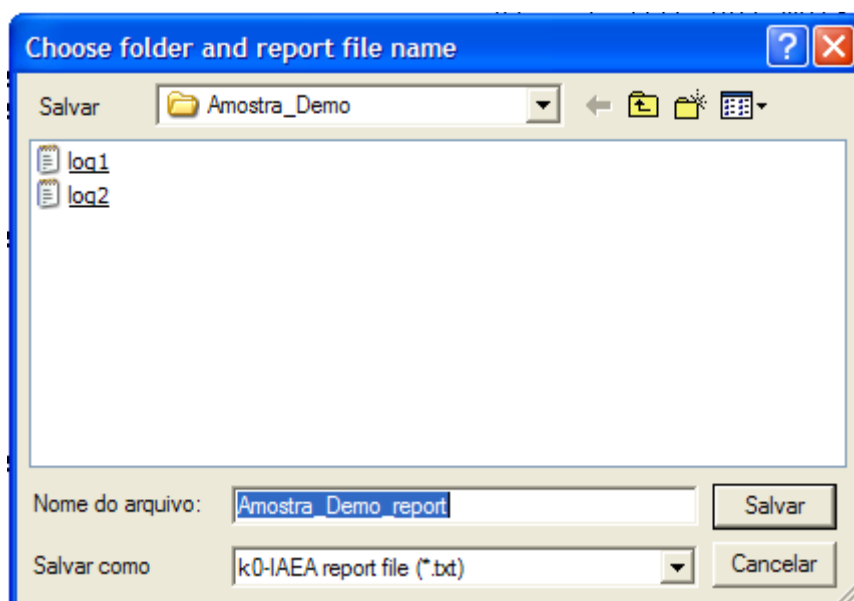 Choose folder and report file name
Salvar Amostra_Demo
log1
log2
Nome do arquivo: Amostra_Demo_report Salvar
Salvar como k0-IAEA report file (*.txt) Cancelar